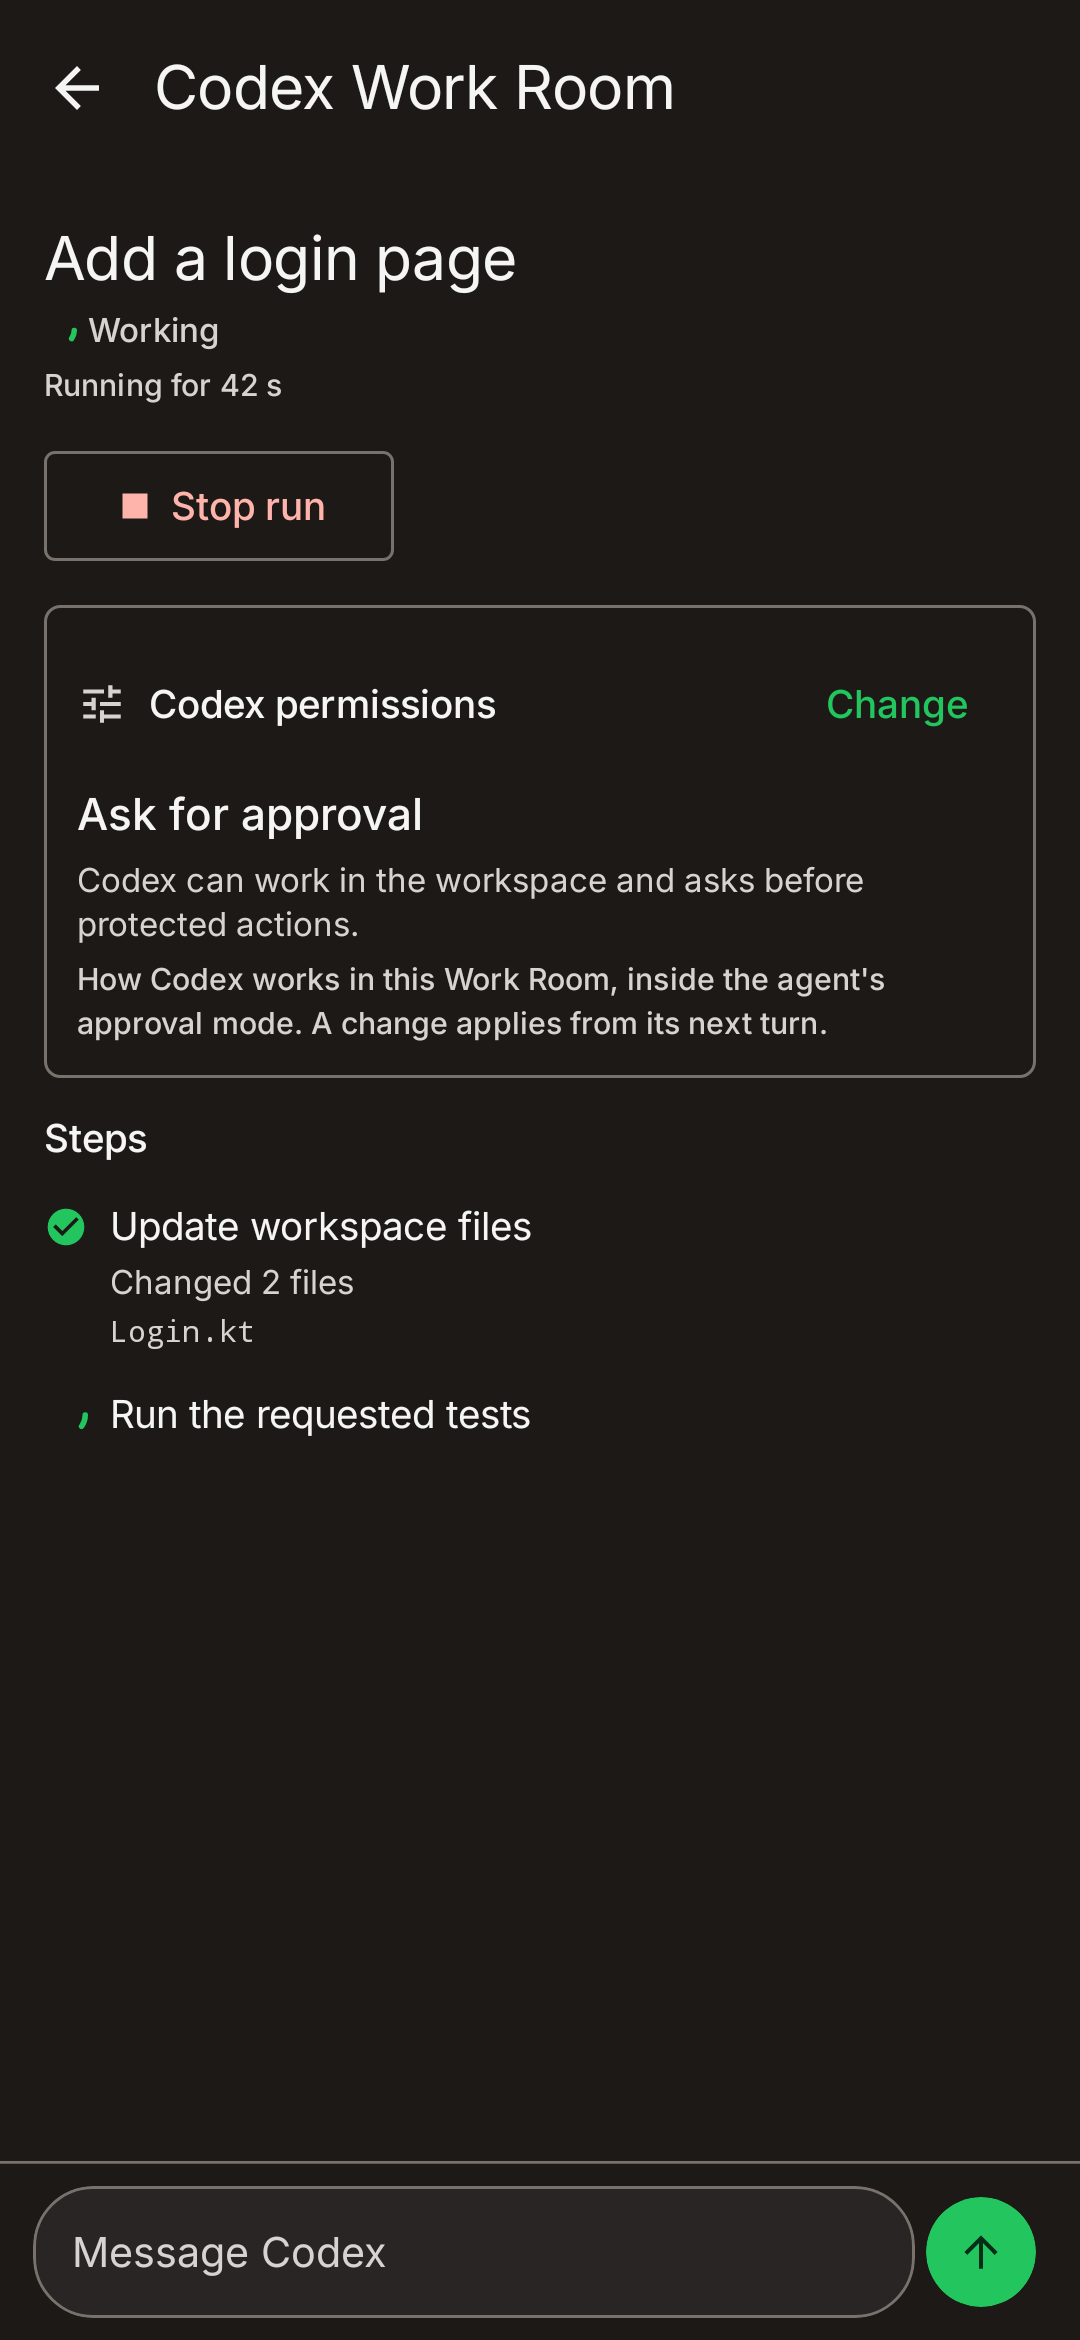 Codex Work Room
Add a login page
Working
Running for 42 s
Stop run
Codex permissions
Change
Ask for approval
Codex can work in the workspace and asks before
protected actions.
How Codex works in this Work Room, inside the agent's
approval mode. A change applies from its next turn.
Steps
Update workspace files
Changed 2 files
Login.kt
Run the requested tests
Message Codex